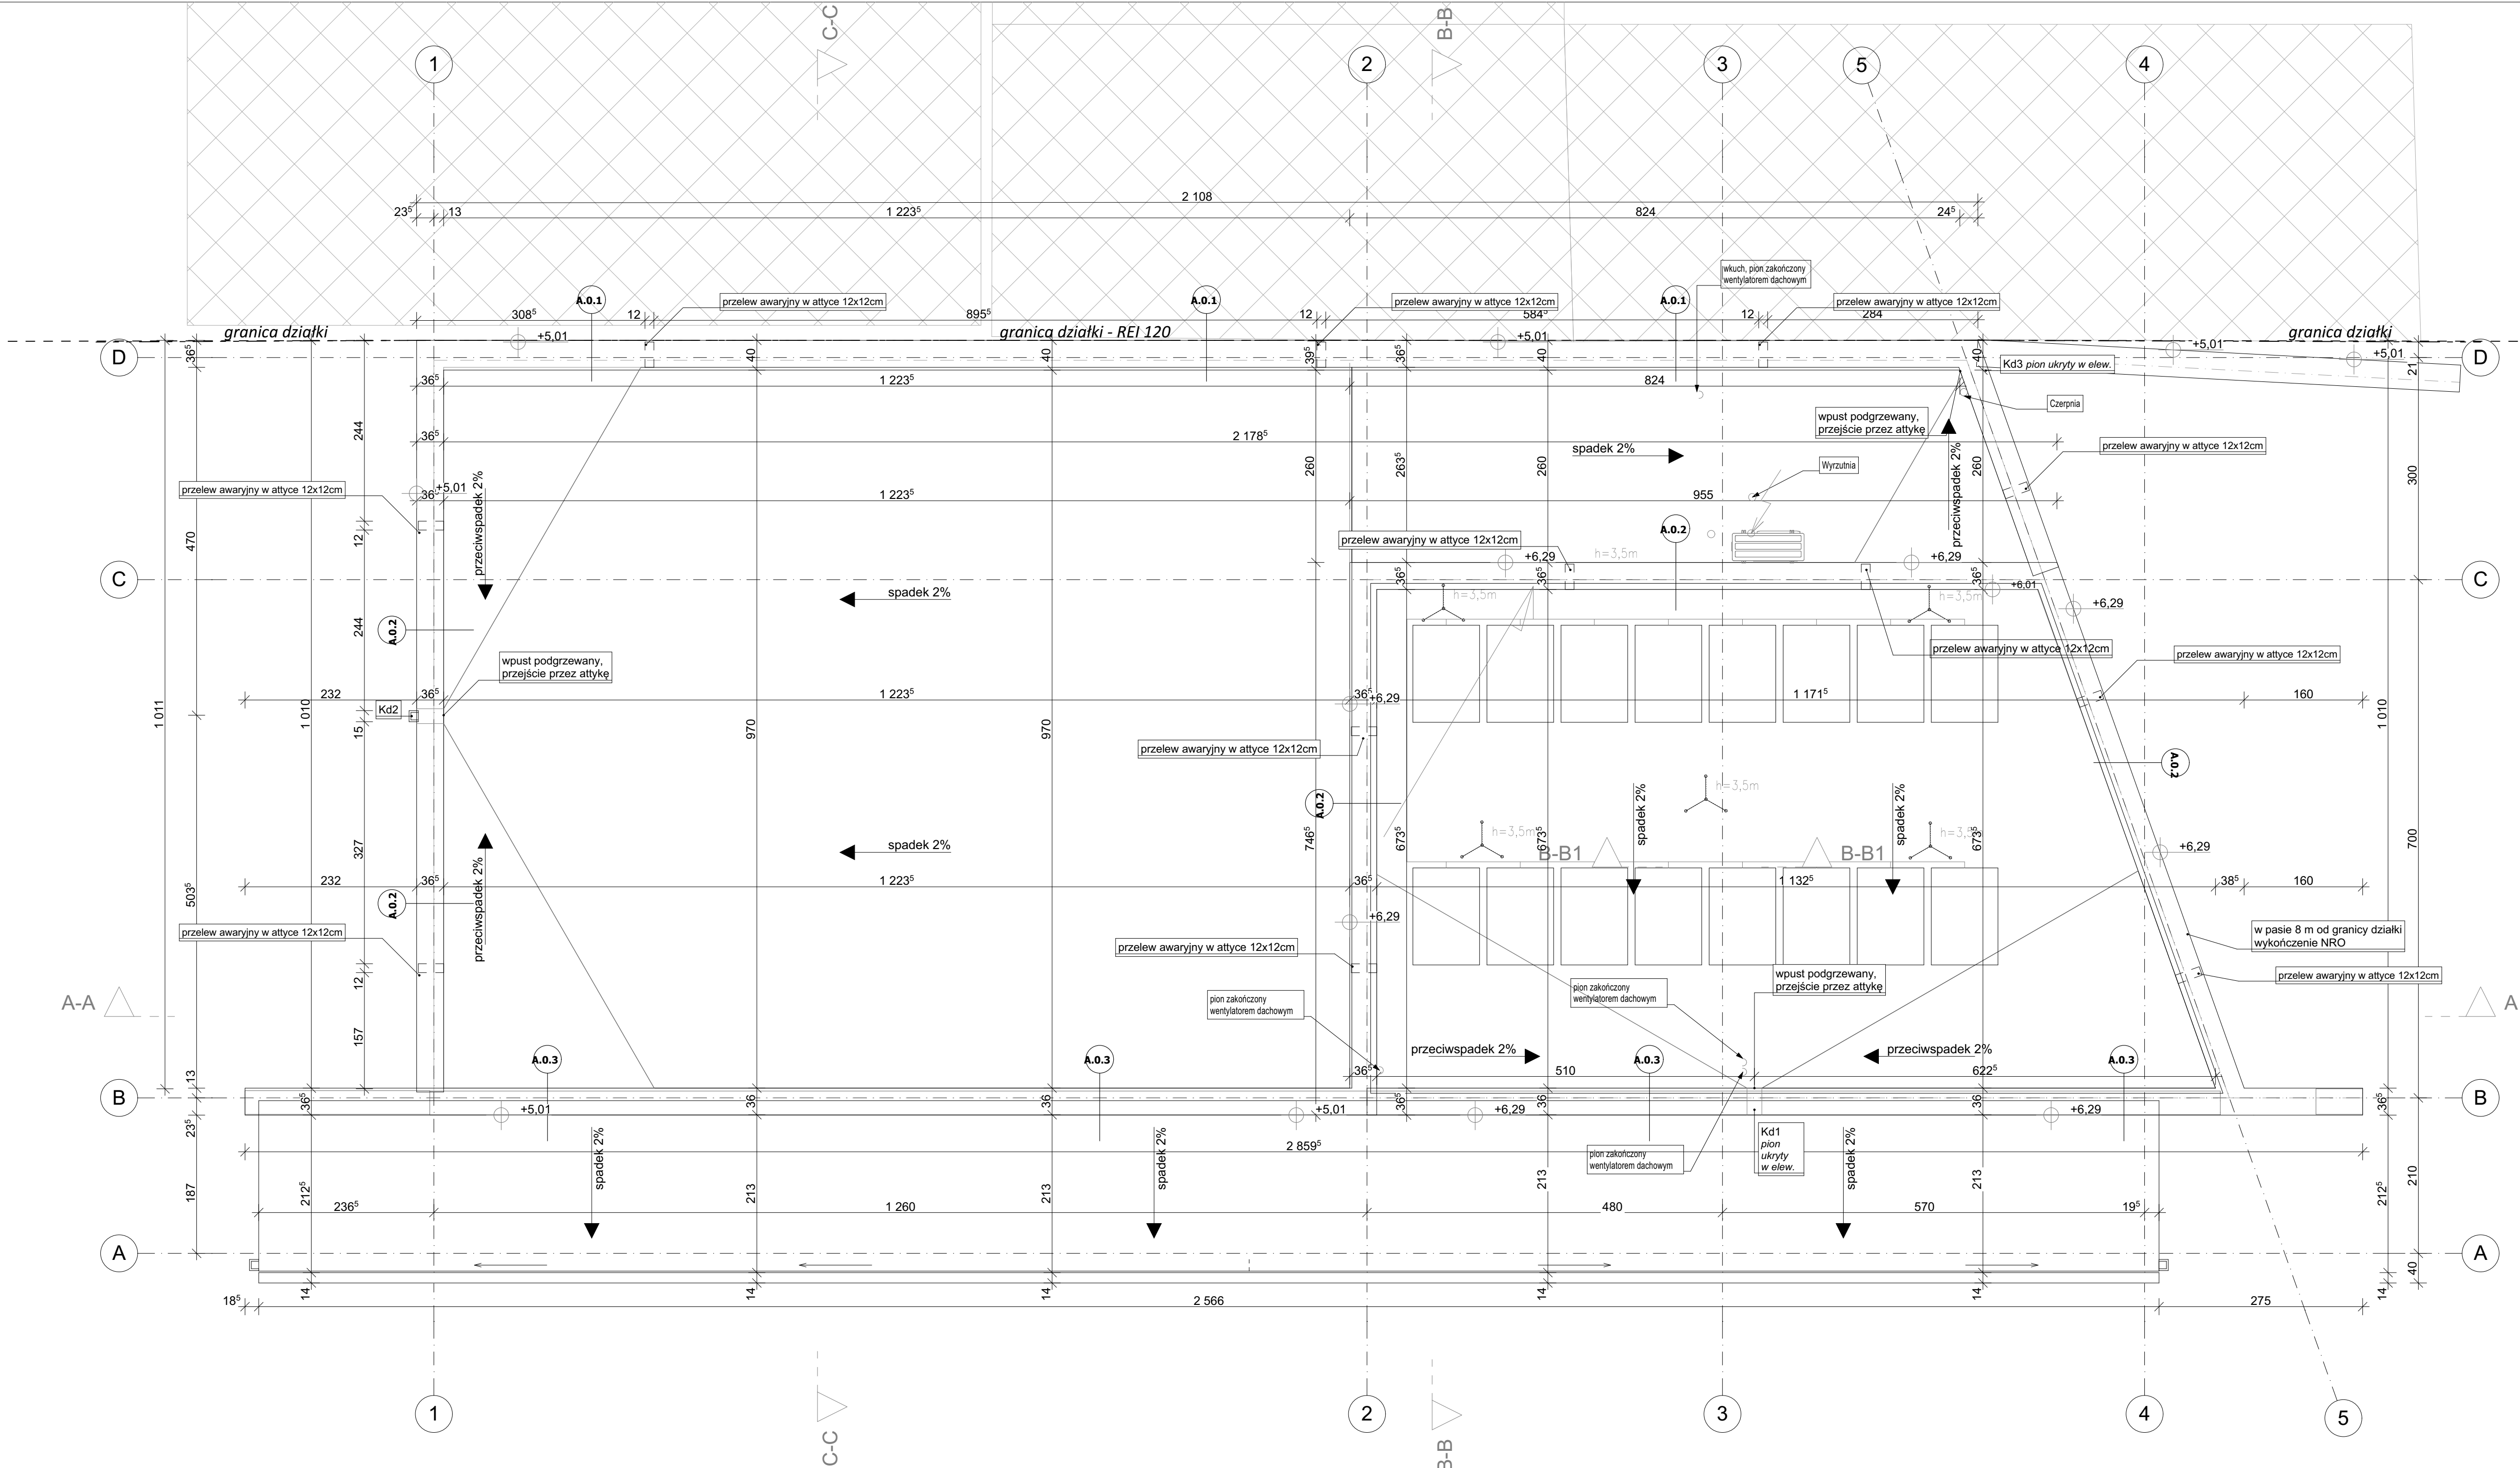 C-C
B-B
1
2
3
5
4
2 108
23⁵
13
1 223⁵
824
24⁵
wkuch, pion zakończony
wentylatorem dachowym
A.0.1
A.0.1
A.0.1
przelew awaryjny w attyce 12x12cm
przelew awaryjny w attyce 12x12cm
przelew awaryjny w attyce 12x12cm
308⁵
12
895⁵
12
584⁵
12
284
granica działki
granica działki - REI 120
granica działki
+5,01
+5,01
+5,01
+5,01
D
D
36⁵
40
40
39⁵
36⁵
40
40
21
Kd3 pion ukryty w elew.
36⁵
1 223⁵
824
Czerpnia
wpust podgrzewany,
przejście przez attykę
244
36⁵
2 178⁵
spadek 2%
przelew awaryjny w attyce 12x12cm
260
263⁵
260
260
300
Wyrzutnia
przelew awaryjny w attyce 12x12cm
+5,01
36⁵
1 223⁵
955
przeciwspadek 2%
przeciwspadek 2%
470
12
A.0.2
przelew awaryjny w attyce 12x12cm
h=3,5m
+6,29
+6,29
C
C
36⁵
36⁵
36⁵
+6,01
spadek 2%
h=3,5m
h=3,5m
+6,29
244
A.0.2
wpust podgrzewany,
przejście przez attykę
przelew awaryjny w attyce 12x12cm
przelew awaryjny w attyce 12x12cm
232
36⁵
1 223⁵
36⁵
+6,29
1 171⁵
160
Kd2
1 011
1 010
15
970
970
1 010
przelew awaryjny w attyce 12x12cm
A.0.2
h=3,5m
A.0.2
spadek 2%
spadek 2%
327
746⁵
673⁵
673⁵
673⁵
700
h=3,5m
h=3,5m
spadek 2%
B-B1
B-B1
+6,29
232
36⁵
1 223⁵
36⁵
1 132⁵
38⁵
160
503⁵
A.0.2
przeciwspadek 2%
+6,29
przelew awaryjny w attyce 12x12cm
przelew awaryjny w attyce 12x12cm
w pasie 8 m od granicy działki
wykończenie NRO
12
wpust podgrzewany,
przejście przez attykę
przelew awaryjny w attyce 12x12cm
A-A
pion zakończony
wentylatorem dachowym
pion zakończony
wentylatorem dachowym
A
157
A.0.3
A.0.3
A.0.3
A.0.3
przeciwspadek 2%
przeciwspadek 2%
13
36⁵
510
622⁵
B
B
36⁵
36
36
36⁵
36
36
36⁵
+5,01
+5,01
+6,29
+6,29
23⁵
spadek 2%
spadek 2%
spadek 2%
2 859⁵
pion zakończony
wentylatorem dachowym
Kd1
pion
ukryty
w elew.
187
212⁵
213
213
213
213
212⁵
210
236⁵
1 260
480
570
19⁵
A
A
40
14
14
14
14
14
14
18⁵
2 566
275
1
2
3
4
5
C-C
B-B